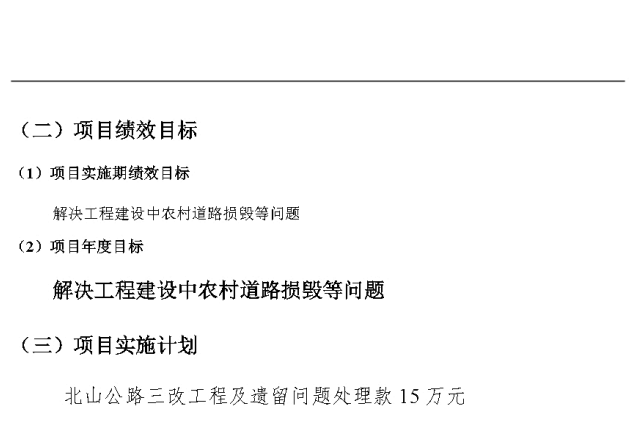 （二）项目绩效目标
（1）项目实施期绩效目标
解决工程建设中农村道路损毁等问题
（2）项目年度目标
解决工程建设中农村道路损毁等问题
（三）项目实施计划
北山公路三改工程及遗留问题处理款 15 万元